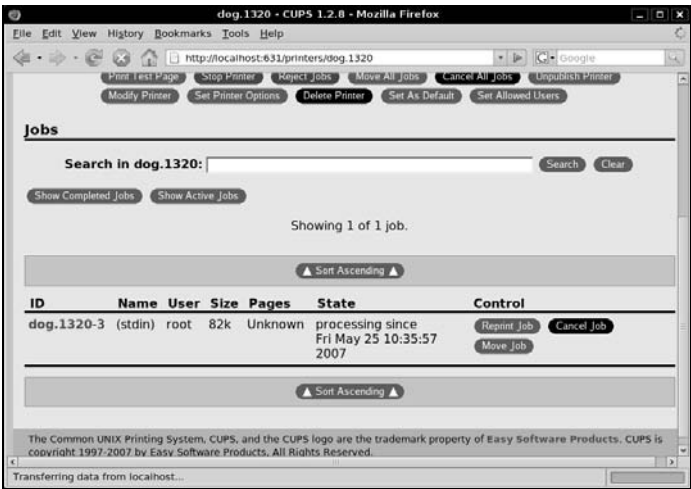 dog.1320 - CUPS 1.2.8 - Mozilla Firefox
File Edit View History Bookmarks Tools Help
http://localhost:631/printers/dog.1320 Google
Print Test Page Stop Printer Reject Jobs Move All Jobs Cancel All Jobs Unpublish Printer
Modify Printer Set Printer Options Delete Printer Set As Default Set Allowed Users
Jobs
Search in dog.1320: Search Clear
Show Completed Jobs Show Active Jobs
Showing 1 of 1 job.
Sort Ascending
ID Name User Size Pages State Control
dog.1320-3 (stdin) root 82k Unknown processing since Reprint Job Cancel Job
Fri May 25 10:35:57
2007 Move Job
Sort Ascending
The Common UNIX Printing System, CUPS, and the CUPS logo are the trademark property of Easy Software Products. CUPS is
copyright 1997-2007 by Easy Software Products, All Rights Reserved.
Transferring data from localhost...